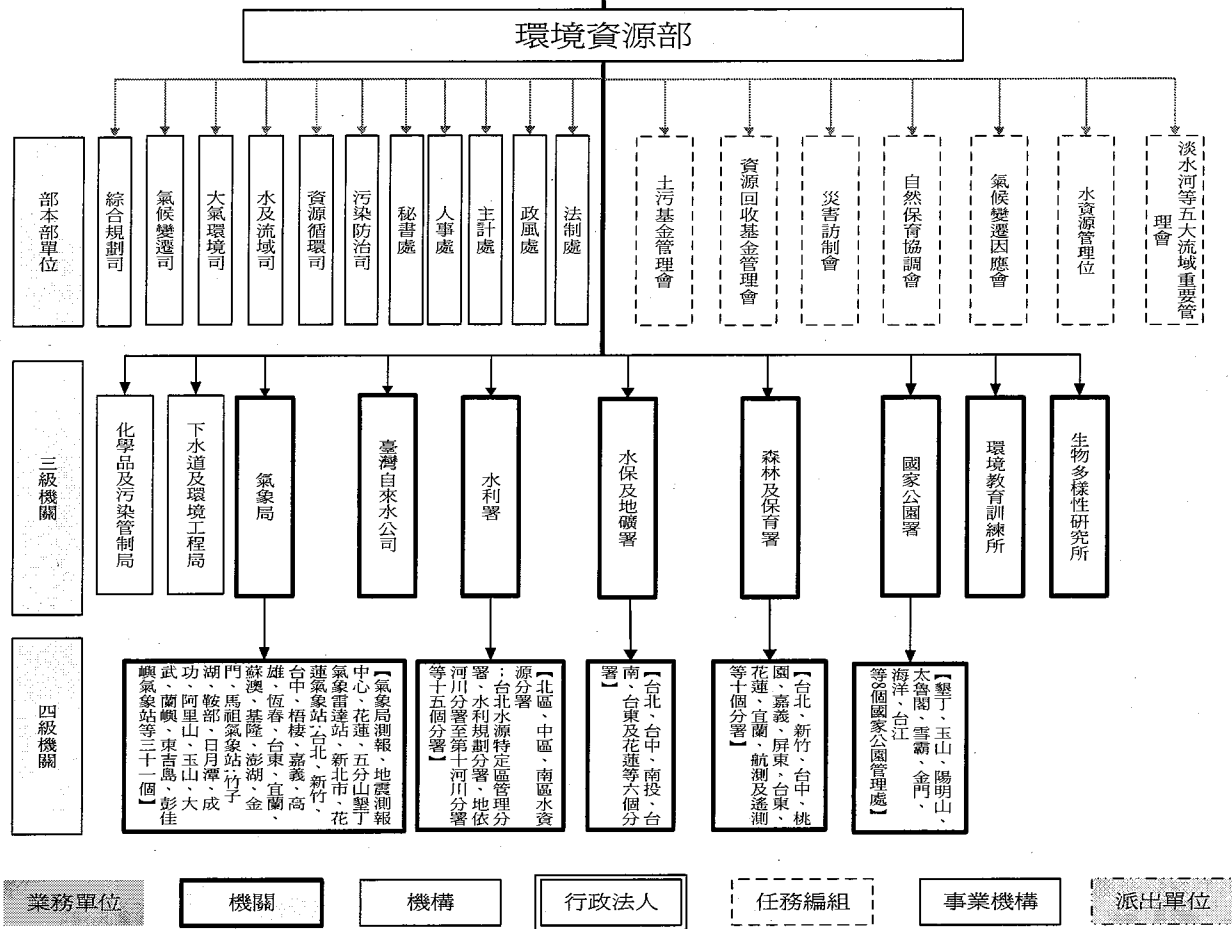 環境資源部
部本部單位
綜合規劃司
氣候變遷司
大氣環境司
水及流域司
資源循環司
污染防治司
秘書處
人事處
主計處
政風處
法制處
土污基金管理會
資源回收基金管理會
災害訪制會
自然保育協調會
氣候變遷因應會
水資源管理位
淡水河等五大流域重要管
理會
三級機關
化學品及污染管制局
下水道及環境工程局
氣象局
臺灣自來水公司
水利署
水保及地礦署
森林及保育署
國家公園署
環境教育訓練所
生物多樣性研究所
四級機關
【氣象局測報、地震測報
中心、花蓮、五分山墾丁
氣象雷達站、新北市、花
蓮氣象站:台北、新竹、
台中、梧棲、嘉義、高
雄、恆春、台東、宜蘭、
蘇澳、基隆、澎湖、金
門、馬祖氣象站:竹子
湖、鞍部、日月潭、成
功、阿里山、玉山、大
武、蘭嶼、東吉島、彭佳
嶼氣象站等三十一個】
【北區、中區、南區水資
源分署
;台北水源特定區管理分
署、水利規劃分署、地依
河川分署至第十河川分署
等十五個分署】
【台北、台中、南投、台
南、台東及花蓮等六個分
署】
【台北、新竹、台中、桃
園、嘉義、屏東、台東、
花蓮、宜蘭、航測及遙測
等十個分署】
【墾丁、玉山、陽明山、
太魯閣、雪霸、金門、
海洋、台江
等8個國家公園管理處】
業務單位
機關
機構
行政法人
任務編組
事業機構
派出單位